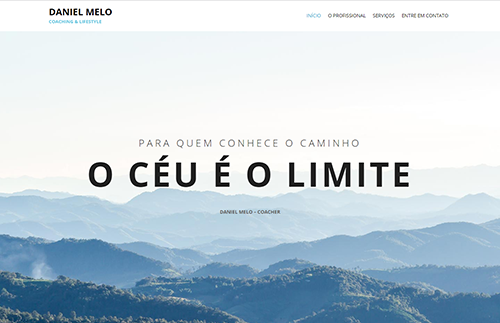 DANIEL MELO
COACHING & LIFESTYLE
INÍCIO O PROFISSIONAL SERVIÇOS ENTRE EM CONTATO
PARA QUEM CONHECE O CAMINHO
O CÉU É O LIMITE
DANIEL MELO - COACHER